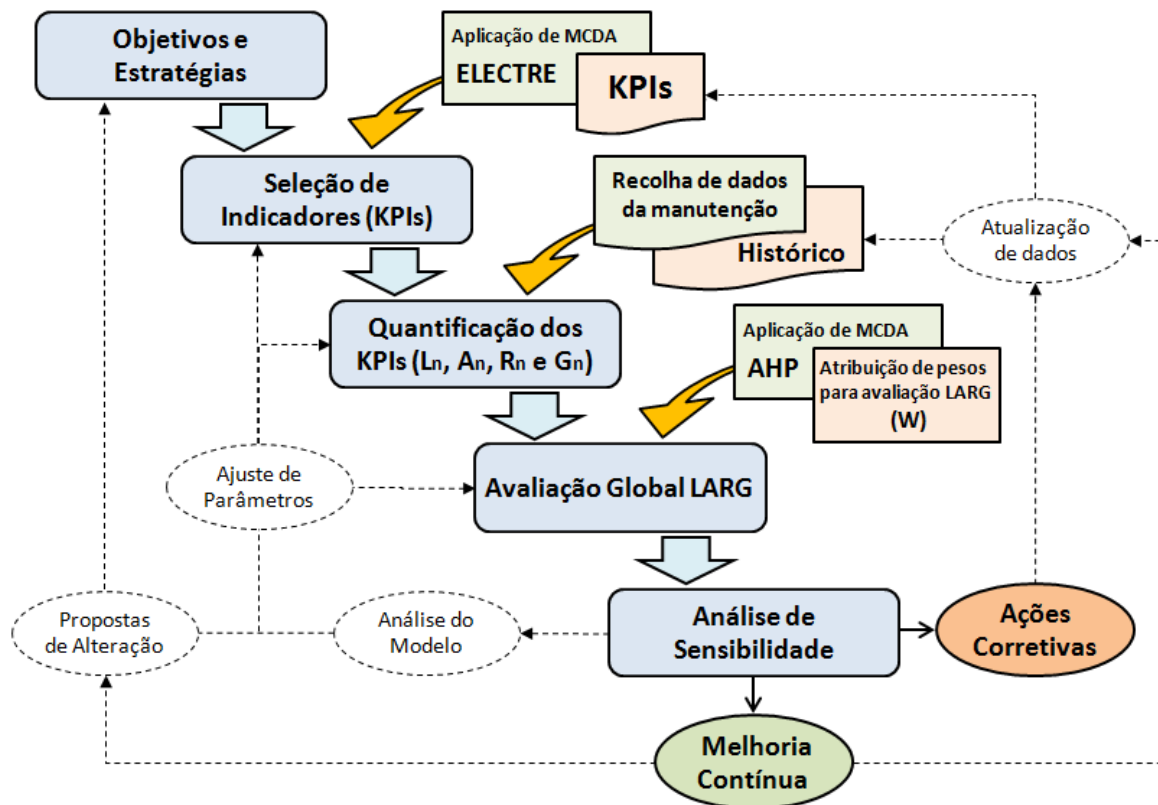 Objetivos e
Estratégias
Aplicação de MCDA
ELECTRE
KPIs
Seleção de
Indicadores (KPIs)
Recolha de dados
da manutenção
Histórico
Atualização
de dados
Quantificação dos
KPIs (Ln, An, Rn e Gn)
Aplicação de MCDA
AHP
Atribuição de pesos
para avaliação LARG
(W)
Ajuste de
Parâmetros
Avaliação Global LARG
Propostas
de Alteração
Análise do
Modelo
Análise de
Sensibilidade
Ações
Corretivas
Melhoria
Contínua